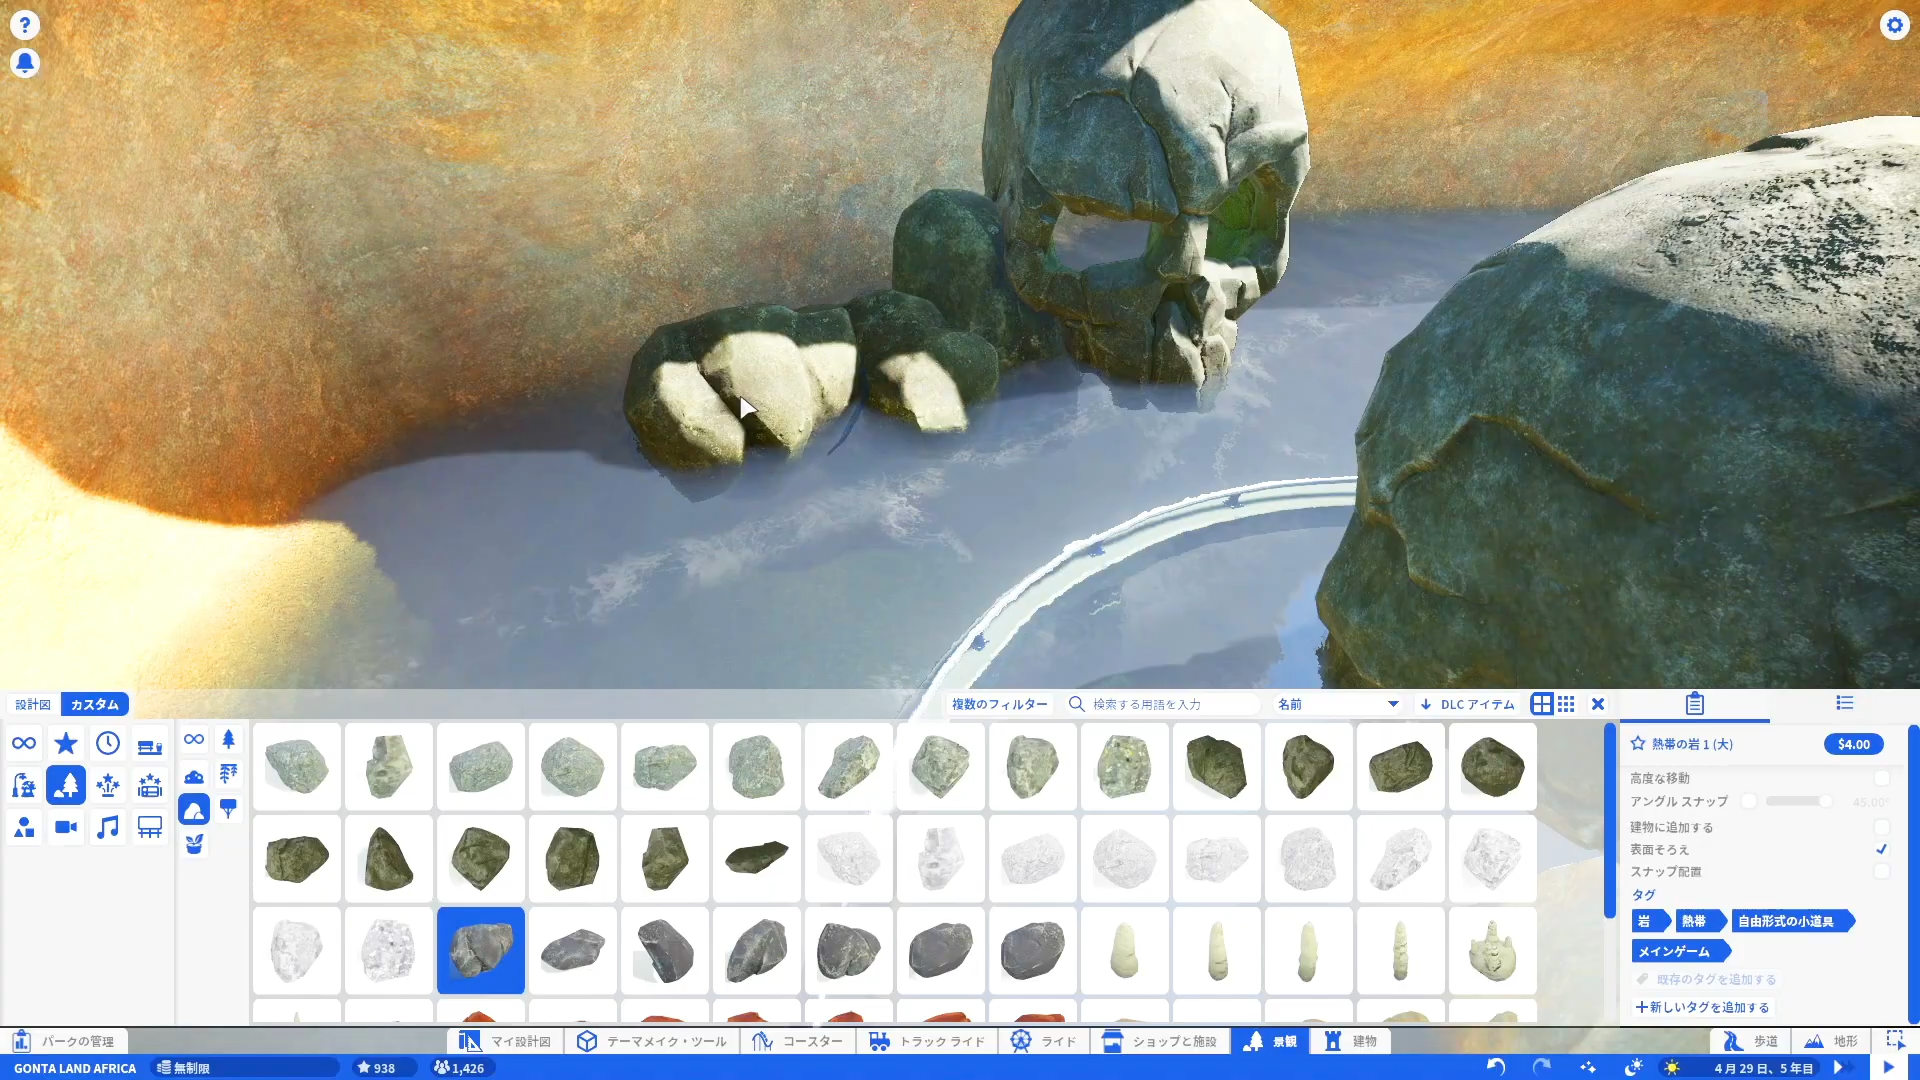 ?
設計図
カスタム
複数のフィルター
検索する用語を入力
名前
DLC アイテム
熱帯の岩 1 (大)
$4.00
高度な移動
アングル スナップ
45.00°
建物に追加する
表面そろえ
スナップ配置
タグ
岩
熱帯
自由形式の小道具
メインゲーム
既存のタグを追加する
+新しいタグを追加する
パークの管理
マイ設計図
テーマメイク・ツール
コースター
トラック ライド
ライド
ショップと施設
景観
建物
歩道
地形
GONTA LAND AFRICA
無制限
938
1,426
4 月 29 日、5 年目